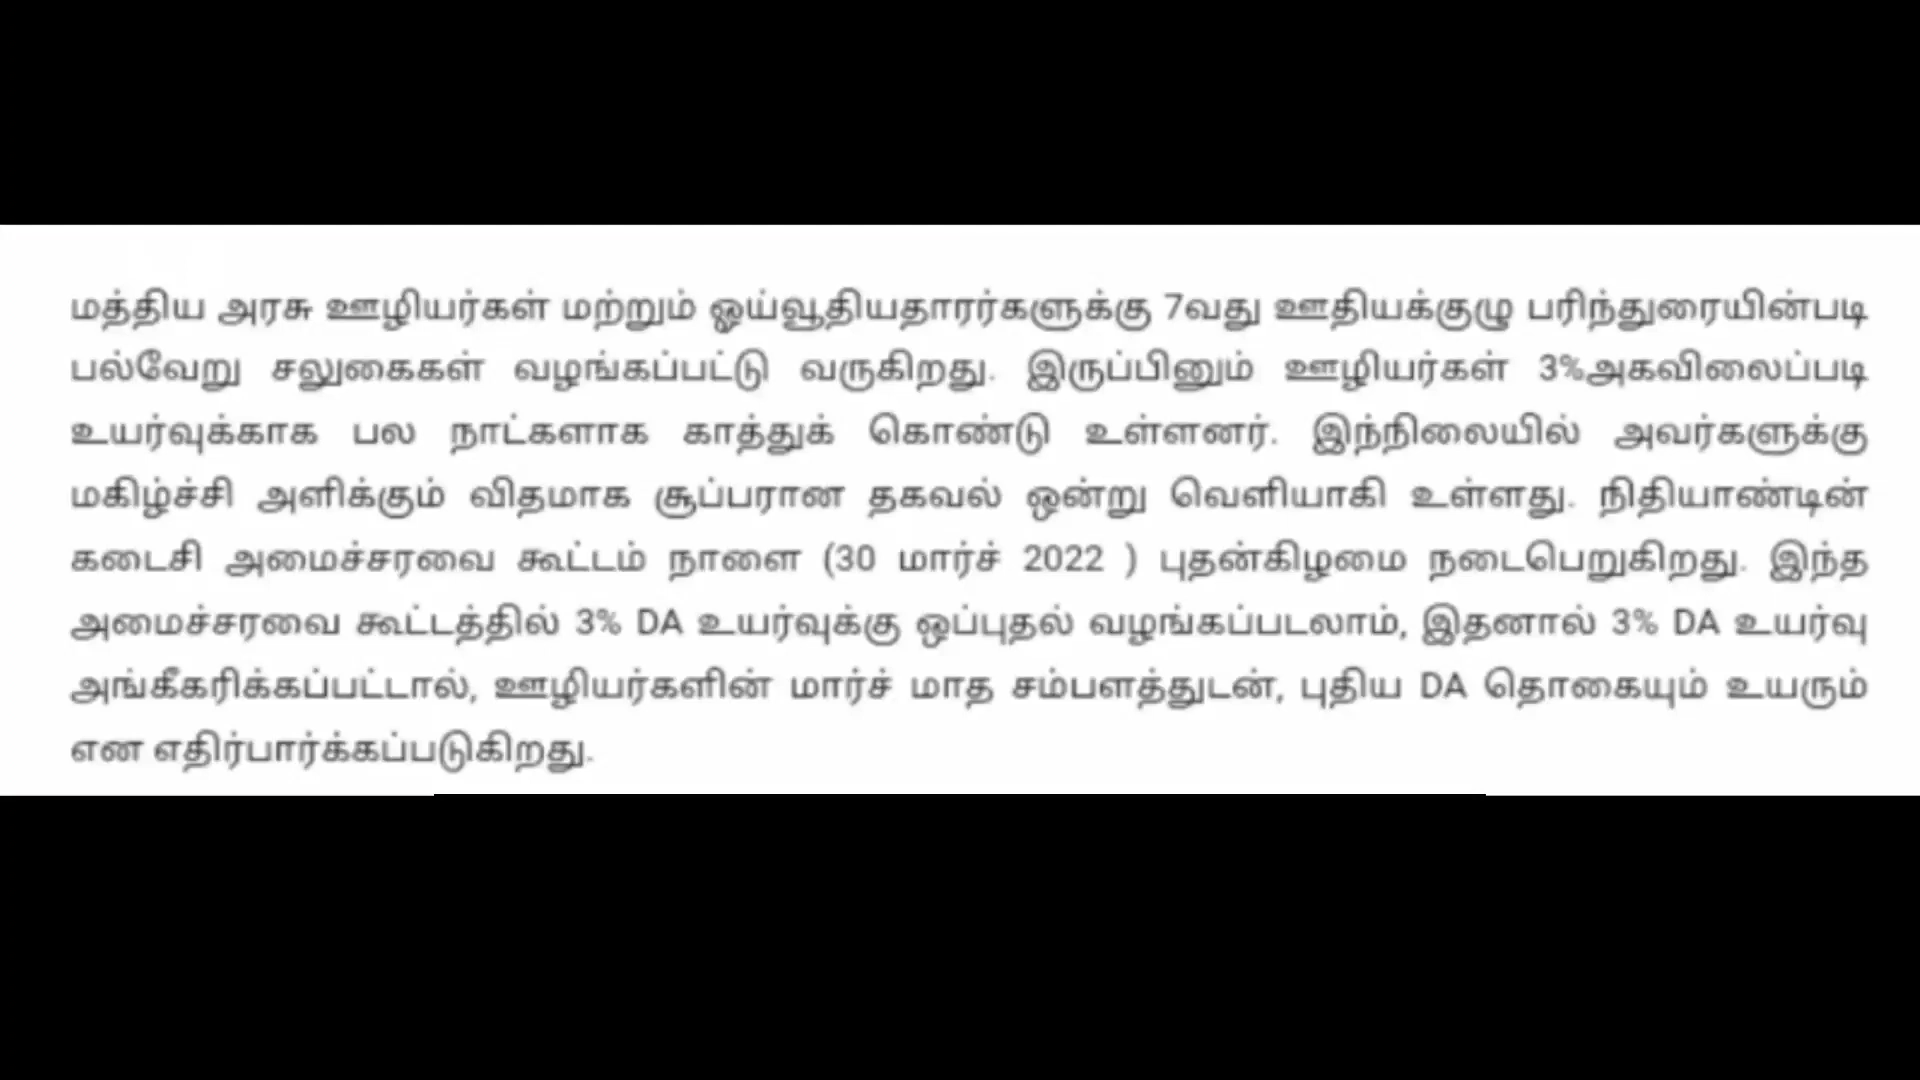 மத்திய அரசு ஊழியர்கள் மற்றும் ஓய்வூதியதாரர்களுக்கு 7வது ஊதியக்குழு பரிந்துரையின்படி
பல்வேறு சலுகைகள் வழங்கப்பட்டு வருகிறது. இருப்பினும் ஊழியர்கள் 3%அகவிலைப்படி
உயர்வுக்காக பல நாட்களாக காத்துக் கொண்டு உள்ளனர். இந்நிலையில் அவர்களுக்கு
மகிழ்ச்சி அளிக்கும் விதமாக சூப்பரான தகவல் ஒன்று வெளியாகி உள்ளது. நிதியாண்டின்
கடைசி அமைச்சரவை கூட்டம் நாளை (30 மார்ச் 2022 ) புதன்கிழமை நடைபெறுகிறது. இந்த
அமைச்சரவை கூட்டத்தில் 3% DA உயர்வுக்கு ஒப்புதல் வழங்கப்படலாம், இதனால் 3% DA உயர்வு
அங்கீகரிக்கப்பட்டால், ஊழியர்களின் மார்ச் மாத சம்பளத்துடன், புதிய DA தொகையும் உயரும்
என எதிர்பார்க்கப்படுகிறது.